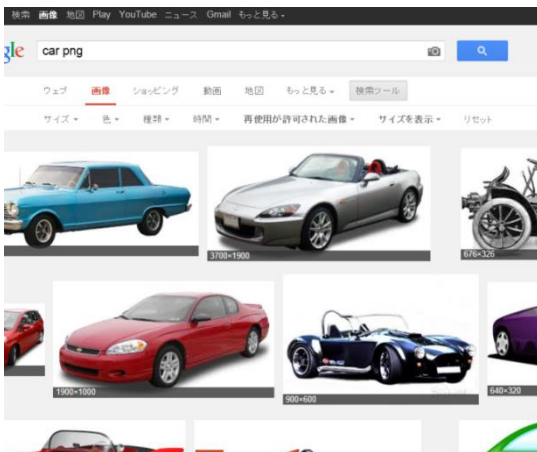 検索 画像 地図 Play YouTube ニュース Gmail もっと見る
gle car png
ウェブ 画像 ショッピング 動画 地図 もっと見る 検索ツール
サイズ 色 種類 時間 再使用が許可された画像 サイズを表示 リセット
3700×1900
676×326
1900×1000
900×600
640×320